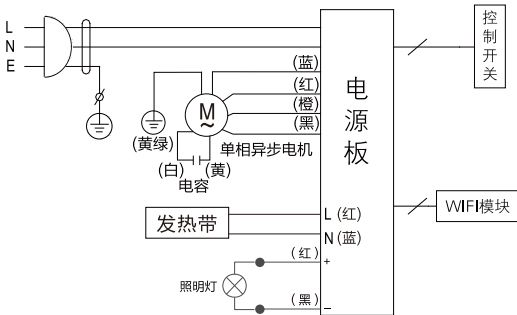 L
N
E
(蓝)
(红)
(橙)
(黑)
M
~
(黄绿)
单相异步电机
(白)
(黄)
电容
电源板
控制开关
WIFI模块
发热带
L (红)
N (蓝)
(红)
+
照明灯
(黑)
−